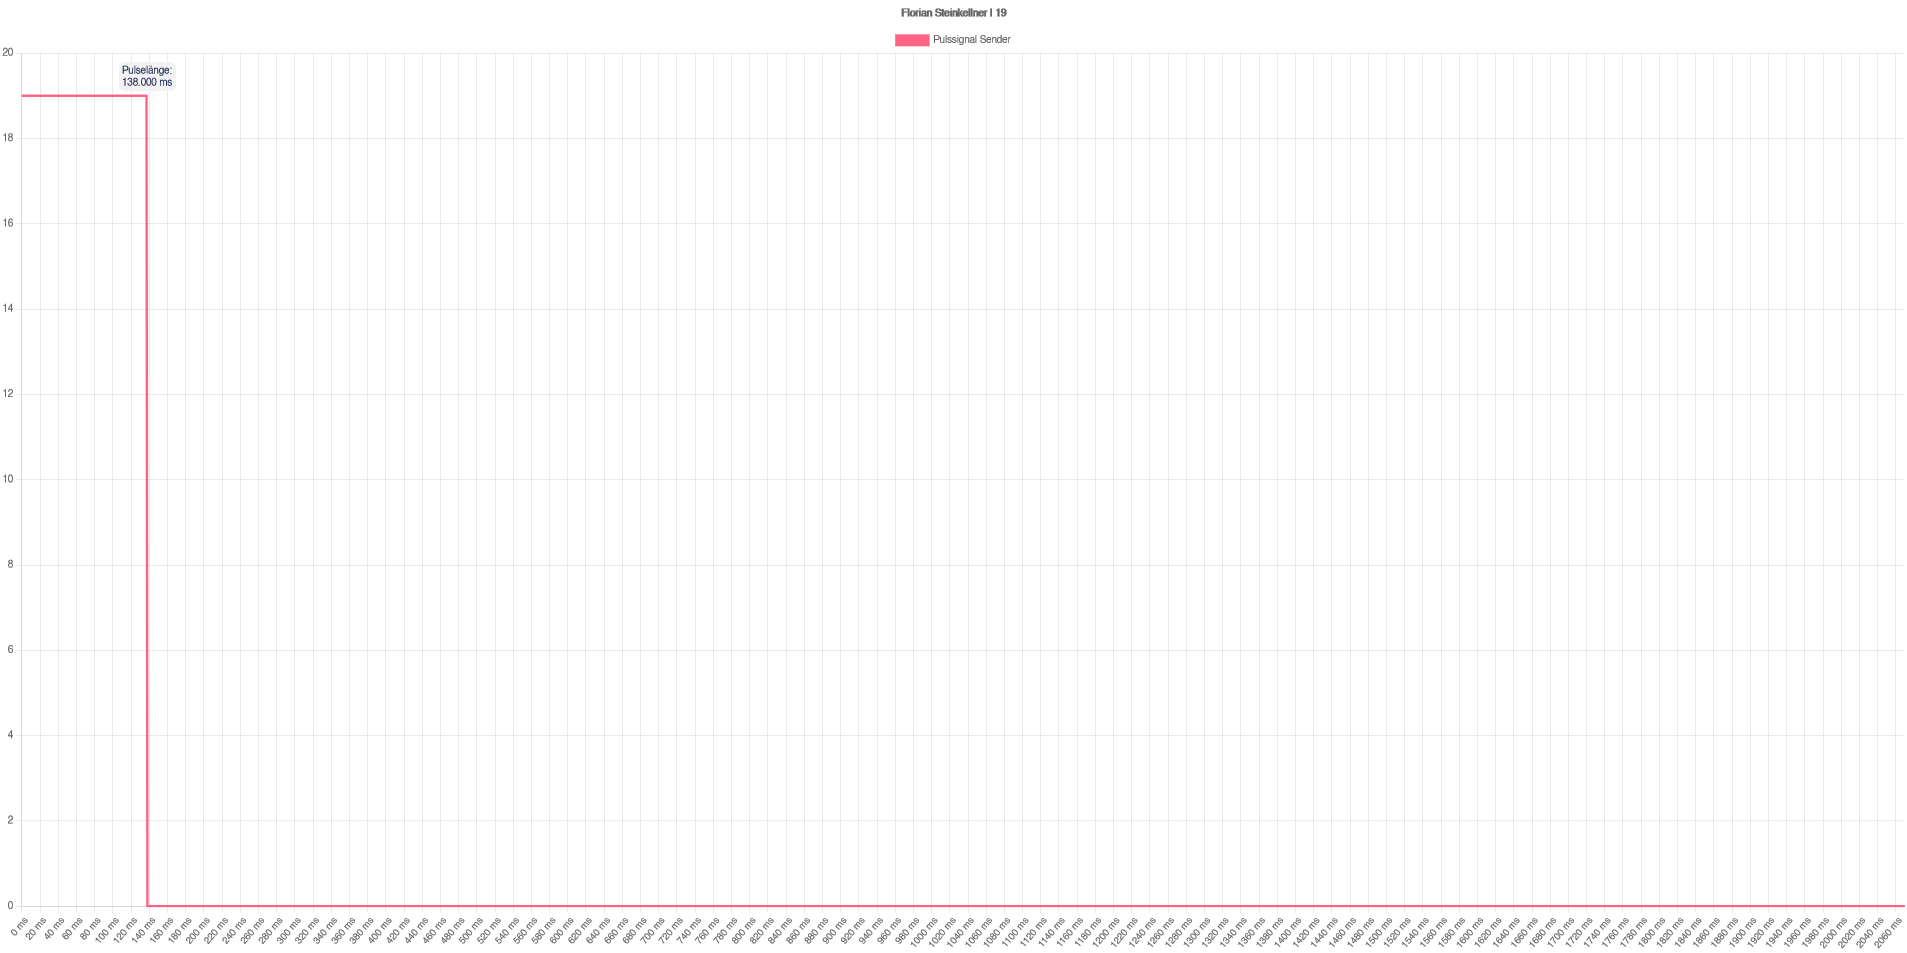 Florian Steinkellner | 19
Pulssignal Sender
Pulselänge:
138.000 ms
20
18
16
14
12
10
8
6
4
2
0
0 ms
20 ms
40 ms
60 ms
80 ms
100 ms
120 ms
140 ms
160 ms
180 ms
200 ms
220 ms
240 ms
260 ms
280 ms
300 ms
320 ms
340 ms
360 ms
380 ms
400 ms
420 ms
440 ms
460 ms
480 ms
500 ms
520 ms
540 ms
560 ms
580 ms
600 ms
620 ms
640 ms
660 ms
680 ms
700 ms
720 ms
740 ms
760 ms
780 ms
800 ms
820 ms
840 ms
860 ms
880 ms
900 ms
920 ms
940 ms
960 ms
980 ms
1000 ms
1020 ms
1040 ms
1060 ms
1080 ms
1100 ms
1120 ms
1140 ms
1160 ms
1180 ms
1200 ms
1220 ms
1240 ms
1260 ms
1280 ms
1300 ms
1320 ms
1340 ms
1360 ms
1380 ms
1400 ms
1420 ms
1440 ms
1460 ms
1480 ms
1500 ms
1520 ms
1540 ms
1560 ms
1580 ms
1600 ms
1620 ms
1640 ms
1660 ms
1680 ms
1700 ms
1720 ms
1740 ms
1760 ms
1780 ms
1800 ms
1820 ms
1840 ms
1860 ms
1880 ms
1900 ms
1920 ms
1940 ms
1960 ms
1980 ms
2000 ms
2020 ms
2040 ms
2060 ms